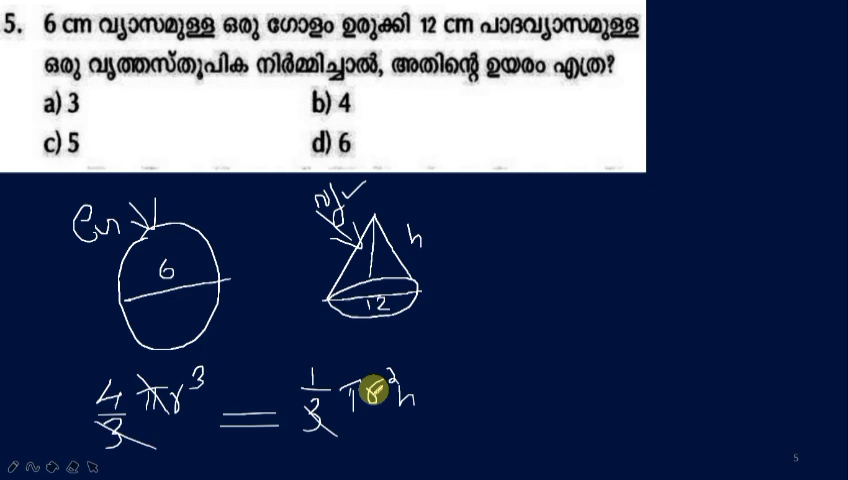 5. 6 cm വ്യാസമുള്ള ഒരു ഗോളം ഉരുക്കി 12 cm പാദവ്യാസമുള്ള
ഒരു വൃത്തസ്തൂപിക നിർമ്മിച്ചാൽ, അതിന്റെ ഉയരം എത്ര?
a) 3 b) 4
c) 5 d) 6
6
h
12
4/3 πr³ = 1/3 πr²h
5